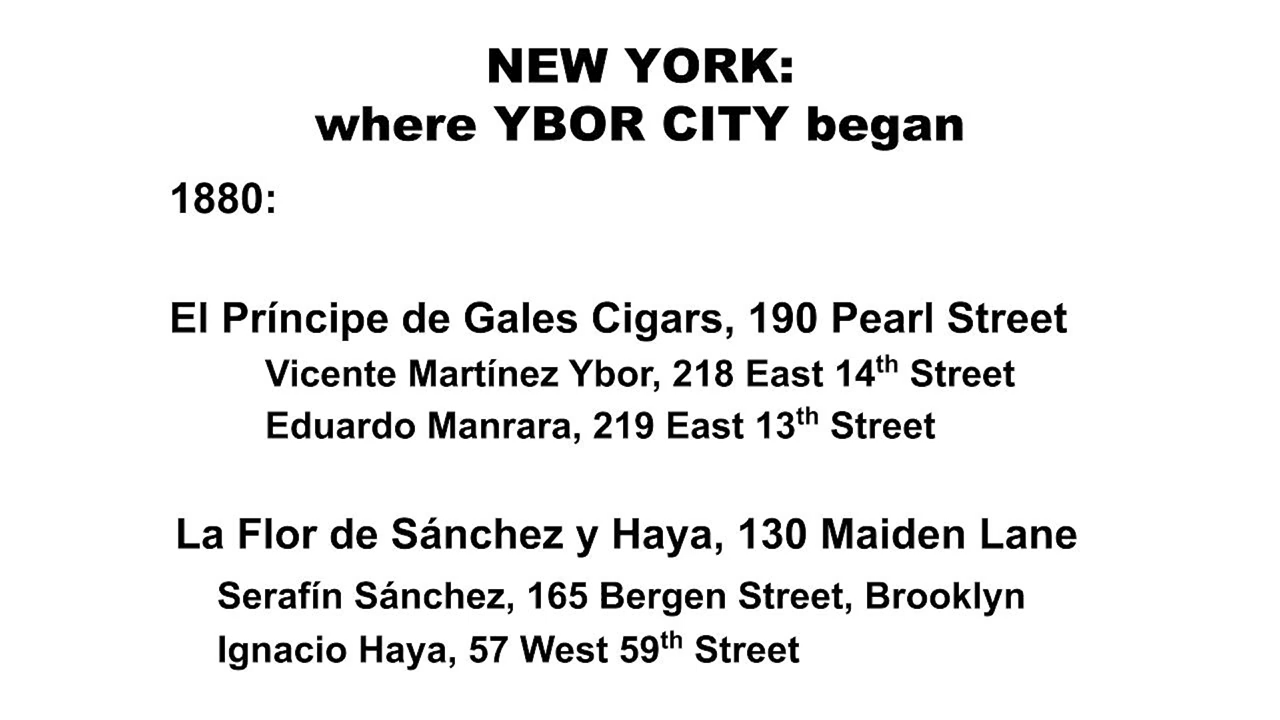 NEW YORK:
where YBOR CITY began
1880:
El Príncipe de Gales Cigars, 190 Pearl Street
Vicente Martínez Ybor, 218 East 14th Street
Eduardo Manrara, 219 East 13th Street
La Flor de Sánchez y Haya, 130 Maiden Lane
Serafín Sánchez, 165 Bergen Street, Brooklyn
Ignacio Haya, 57 West 59th Street